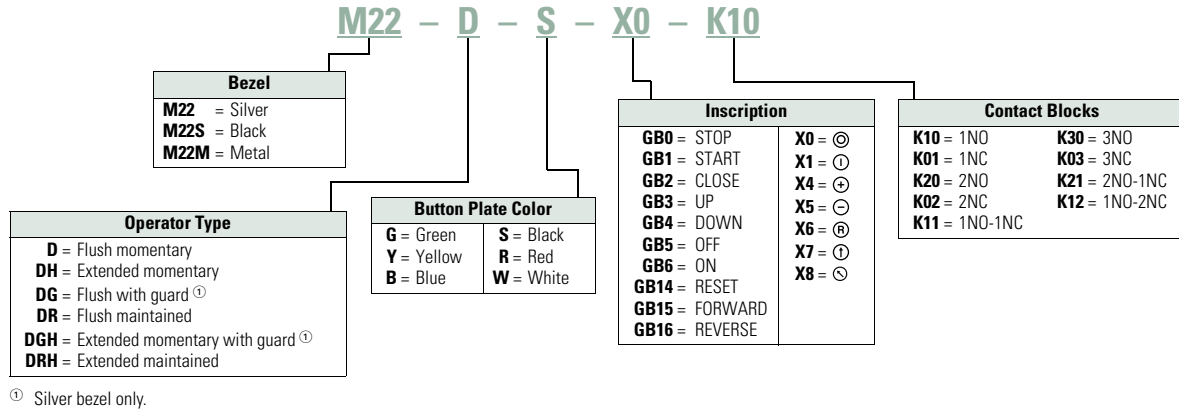 M22 – D – S – X0 – K10
Bezel
M22 = Silver
M22S = Black
M22M = Metal
Operator Type
D = Flush momentary
DH = Extended momentary
DG = Flush with guard ①
DR = Flush maintained
DGH = Extended momentary with guard ①
DRH = Extended maintained
Button Plate Color
G = Green
Y = Yellow
B = Blue
S = Black
R = Red
W = White
Inscription
GB0 = STOP
GB1 = START
GB2 = CLOSE
GB3 = UP
GB4 = DOWN
GB5 = OFF
GB6 = ON
GB14 = RESET
GB15 = FORWARD
GB16 = REVERSE
X0 = ◎
X1 = ⏼
X4 = ⊕
X5 = ⊖
X6 = Ⓡ
X7 = ↑
X8 = ↖
Contact Blocks
K10 = 1NO
K01 = 1NC
K20 = 2NO
K02 = 2NC
K11 = 1NO-1NC
K30 = 3NO
K03 = 3NC
K21 = 2NO-1NC
K12 = 1NO-2NC
① Silver bezel only.